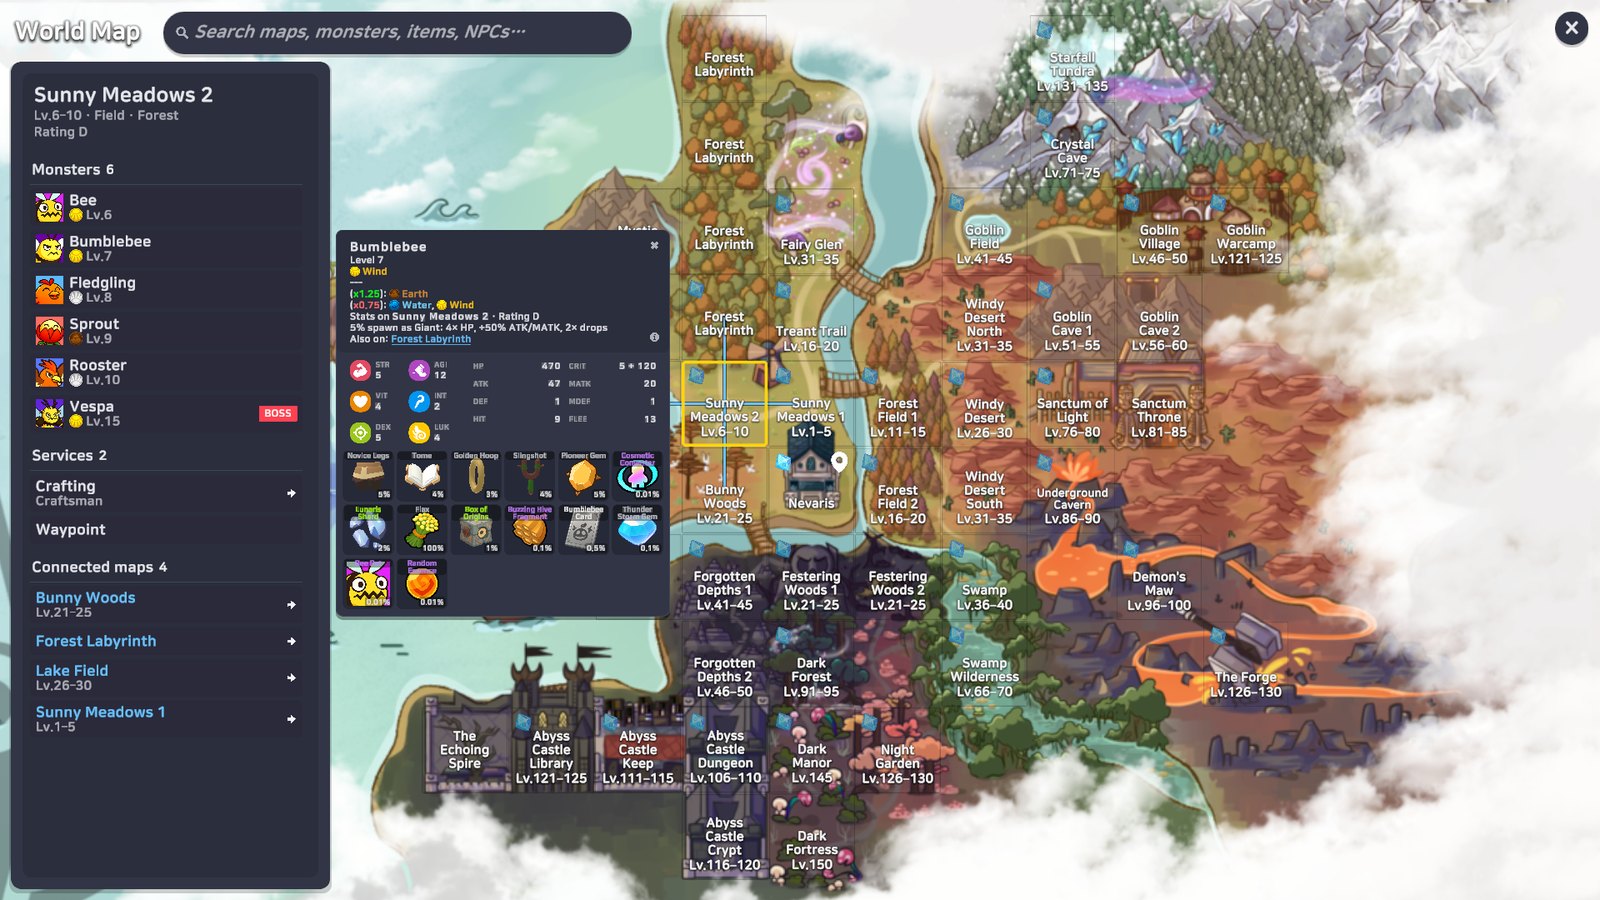 World Map
Search maps, monsters, items, NPCs...
Sunny Meadows 2
Lv.6-10 · Field · Forest
Rating D
Monsters 6
Bee
Lv.6
Bumblebee
Lv.7
Fledgling
Lv.8
Sprout
Lv.9
Rooster
Lv.10
Vespa
Lv.15
BOSS
Services 2
Crafting
Craftsman
Waypoint
Connected maps 4
Bunny Woods
Lv.21-25
Forest Labyrinth
Lake Field
Lv.26-30
Sunny Meadows 1
Lv.1-5
Bumblebee
Level 7
Wind
(x1.25): Earth
(x0.75): Water, Wind
Stats on Sunny Meadows 2 · Rating D
5% spawn as Giant: 4× HP, +50% ATK/MATK, 2× drops
Also on: Forest Labyrinth
STR 5
AGI 12
VIT 4
INT 2
DEX 5
LUK 4
HP 470 CRIT 5 + 120
ATK 47 MATK 20
DEF 1 MDEF 1
HIT 9 FLEE 13
Novice Legs 5%
Tome 4%
Golden Hoop 3%
Slingshot 4%
Pioneer Gem 5%
Cosmetic 0.01%
Lunaris Shard 2%
Flax 100%
Box of Origins 1%
Buzzing Hive Fragment 0.1%
Bumblebee Card 0.5%
Thunder Storm Gem 0.1%
0.01%
Random 0.01%
Forest
Labyrinth
Starfall
Tundra
Lv.131-135
Forest
Labyrinth
Crystal
Cave
Lv.71-75
Mystic
Forest
Labyrinth
Fairy Glen
Lv.31-35
Goblin
Field
Lv.41-45
Goblin
Village
Lv.46-50
Goblin
Warcamp
Lv.121-125
Forest
Labyrinth
Treant Trail
Lv.16-20
Windy
Desert
North
Lv.31-35
Goblin
Cave 1
Lv.51-55
Goblin
Cave 2
Lv.56-60
Sunny
Meadows 2
Lv.6-10
Sunny
Meadows 1
Lv.1-5
Forest
Field 1
Lv.11-15
Windy
Desert
Lv.26-30
Sanctum of
Light
Lv.76-80
Sanctum
Throne
Lv.81-85
Bunny
Woods
Lv.21-25
Nevaris
Forest
Field 2
Lv.16-20
Windy
Desert
South
Lv.31-35
Underground
Cavern
Lv.86-90
Forgotten
Depths 1
Lv.41-45
Festering
Woods 1
Lv.21-25
Festering
Woods 2
Lv.21-25
Swamp
Lv.36-40
Demon's
Maw
Lv.96-100
Forgotten
Depths 2
Lv.46-50
Dark
Forest
Lv.91-95
Swamp
Wilderness
Lv.66-70
The Forge
Lv.126-130
The
Echoing
Spire
Abyss
Castle
Library
Lv.121-125
Abyss
Castle
Keep
Lv.111-115
Abyss
Castle
Dungeon
Lv.106-110
Dark
Manor
Lv.145
Night
Garden
Lv.126-130
Abyss
Castle
Crypt
Lv.116-120
Dark
Fortress
Lv.150